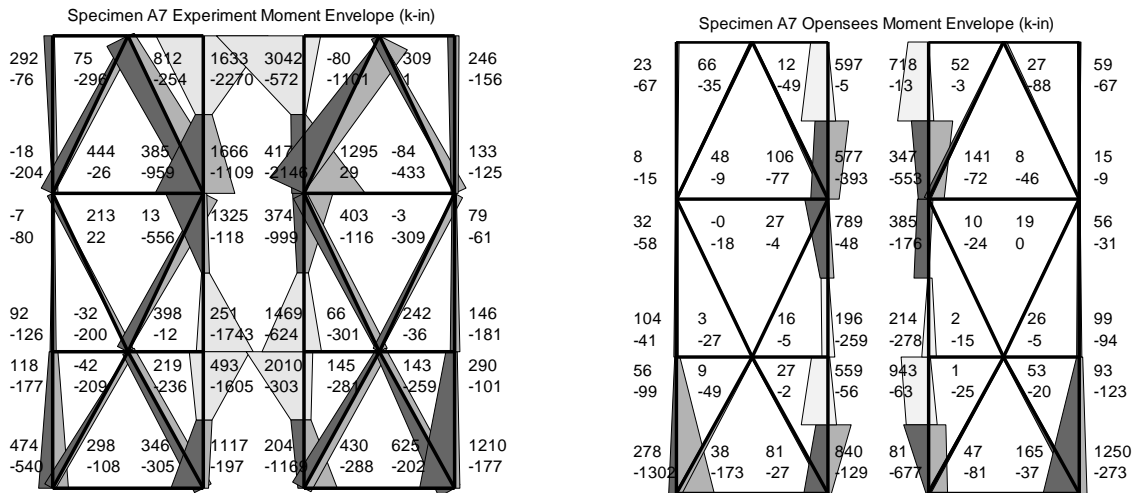 Specimen A7 Experiment Moment Envelope (k-in)
292 75 812 1633 3042 -80 309 246
-76 -296 -254 -2270 -572 -1101 1 -156
-18 444 385 1666 417 1295 -84 133
-204 -26 -959 -1109 -2146 29 -433 -125
-7 213 13 1325 374 403 -3 79
-80 22 -556 -118 -999 -116 -309 -61
92 -32 398 251 1469 66 242 146
-126 -200 -12 -1743 -624 -301 -36 -181
118 -42 219 493 2010 145 143 290
-177 -209 -236 -1605 -303 -281 -259 -101
474 298 346 1117 204 430 625 1210
-540 -108 -305 -197 -1169 -288 -202 -177
Specimen A7 Opensees Moment Envelope (k-in)
23 66 12 597 718 52 27 59
-67 -35 -49 -5 -13 -3 -88 -67
8 48 106 577 347 141 8 15
-15 -9 -77 -393 -553 -72 -46 -9
32 -0 27 789 385 10 19 56
-58 -18 -4 -48 -176 -24 0 -31
104 3 16 196 214 2 26 99
-41 -27 -5 -259 -278 -15 -5 -94
56 9 27 559 943 1 53 93
-99 -49 -2 -56 -63 -25 -20 -123
278 38 81 840 81 47 165 1250
-1302 -173 -27 -129 -677 -81 -37 -273